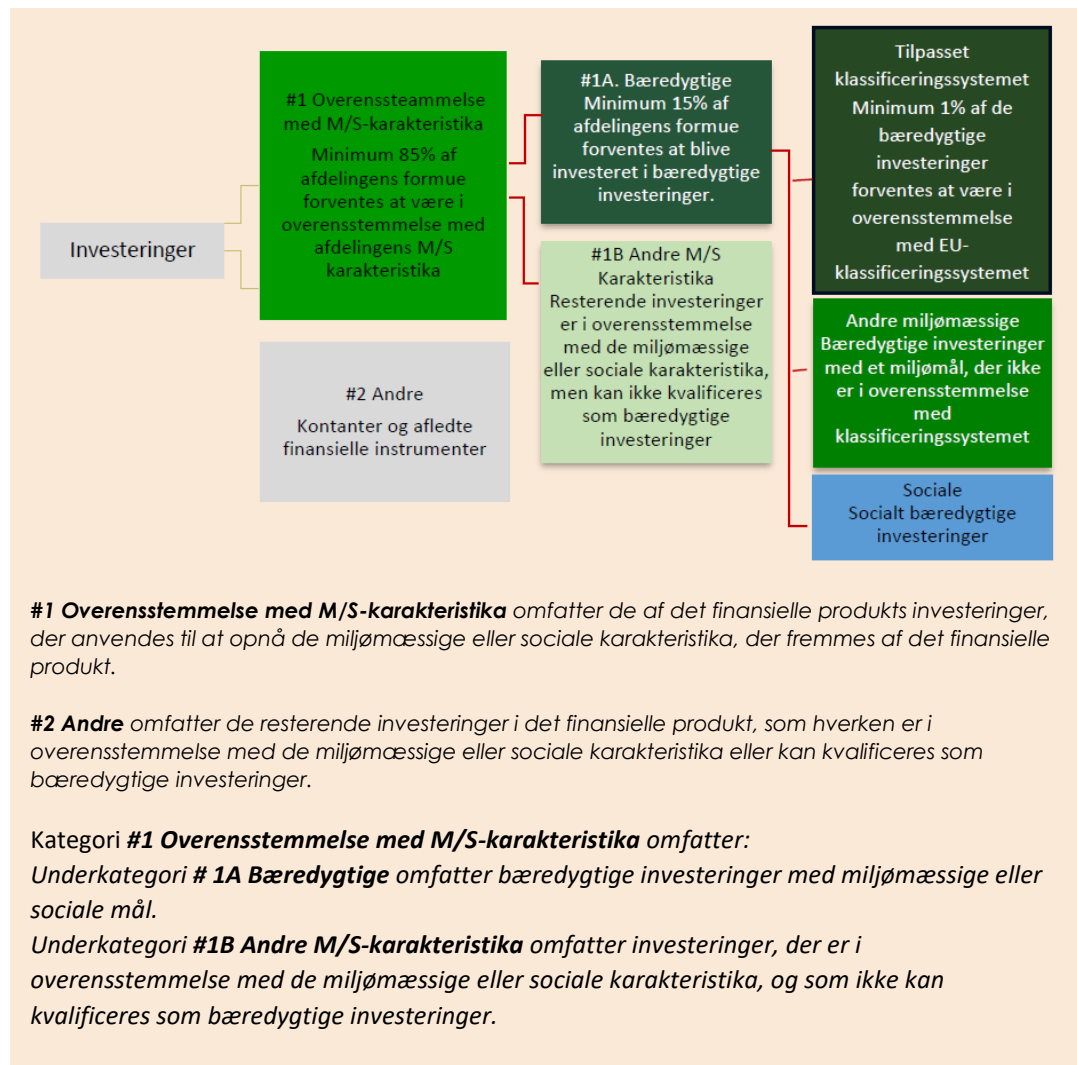 Investeringer
#1 Overenssteammelse
med M/S-karakteristika
Minimum 85% af
afdelingens formue
forventes at være i
overensstemmelse med
afdelingens M/S
karakteristika
#2 Andre
Kontanter og afledte
finansielle instrumenter
#1A. Bæredygtige
Minimum 15% af
afdelingens formue
forventes at blive
investeret i bæredygtige
investeringer.
#1B Andre M/S
Karakteristika
Resterende investeringer
er i overensstemmelse
med de miljømæssige
eller sociale karakteristika,
men kan ikke kvalificeres
som bæredygtige
investeringer
Tilpasset
klassificeringssystemet
Minimum 1% af de
bæredygtige
investeringer
forventes at være i
overensstemmelse
med EU-
klassificeringssystemet
Andre miljømæssige
Bæredygtige investeringer
med et miljømål, der ikke
er i overensstemmelse
med
klassificeringssystemet
Sociale
Socialt bæredygtige
investeringer
#1 Overensstemmelse med M/S-karakteristika omfatter de af det finansielle produkts investeringer,
der anvendes til at opnå de miljømæssige eller sociale karakteristika, der fremmes af det finansielle
produkt.
#2 Andre omfatter de resterende investeringer i det finansielle produkt, som hverken er i
overensstemmelse med de miljømæssige eller sociale karakteristika eller kan kvalificeres som
bæredygtige investeringer.
Kategori #1 Overensstemmelse med M/S-karakteristika omfatter:
Underkategori # 1A Bæredygtige omfatter bæredygtige investeringer med miljømæssige eller
sociale mål.
Underkategori #1B Andre M/S-karakteristika omfatter investeringer, der er i
overensstemmelse med de miljømæssige eller sociale karakteristika, og som ikke kan
kvalificeres som bæredygtige investeringer.